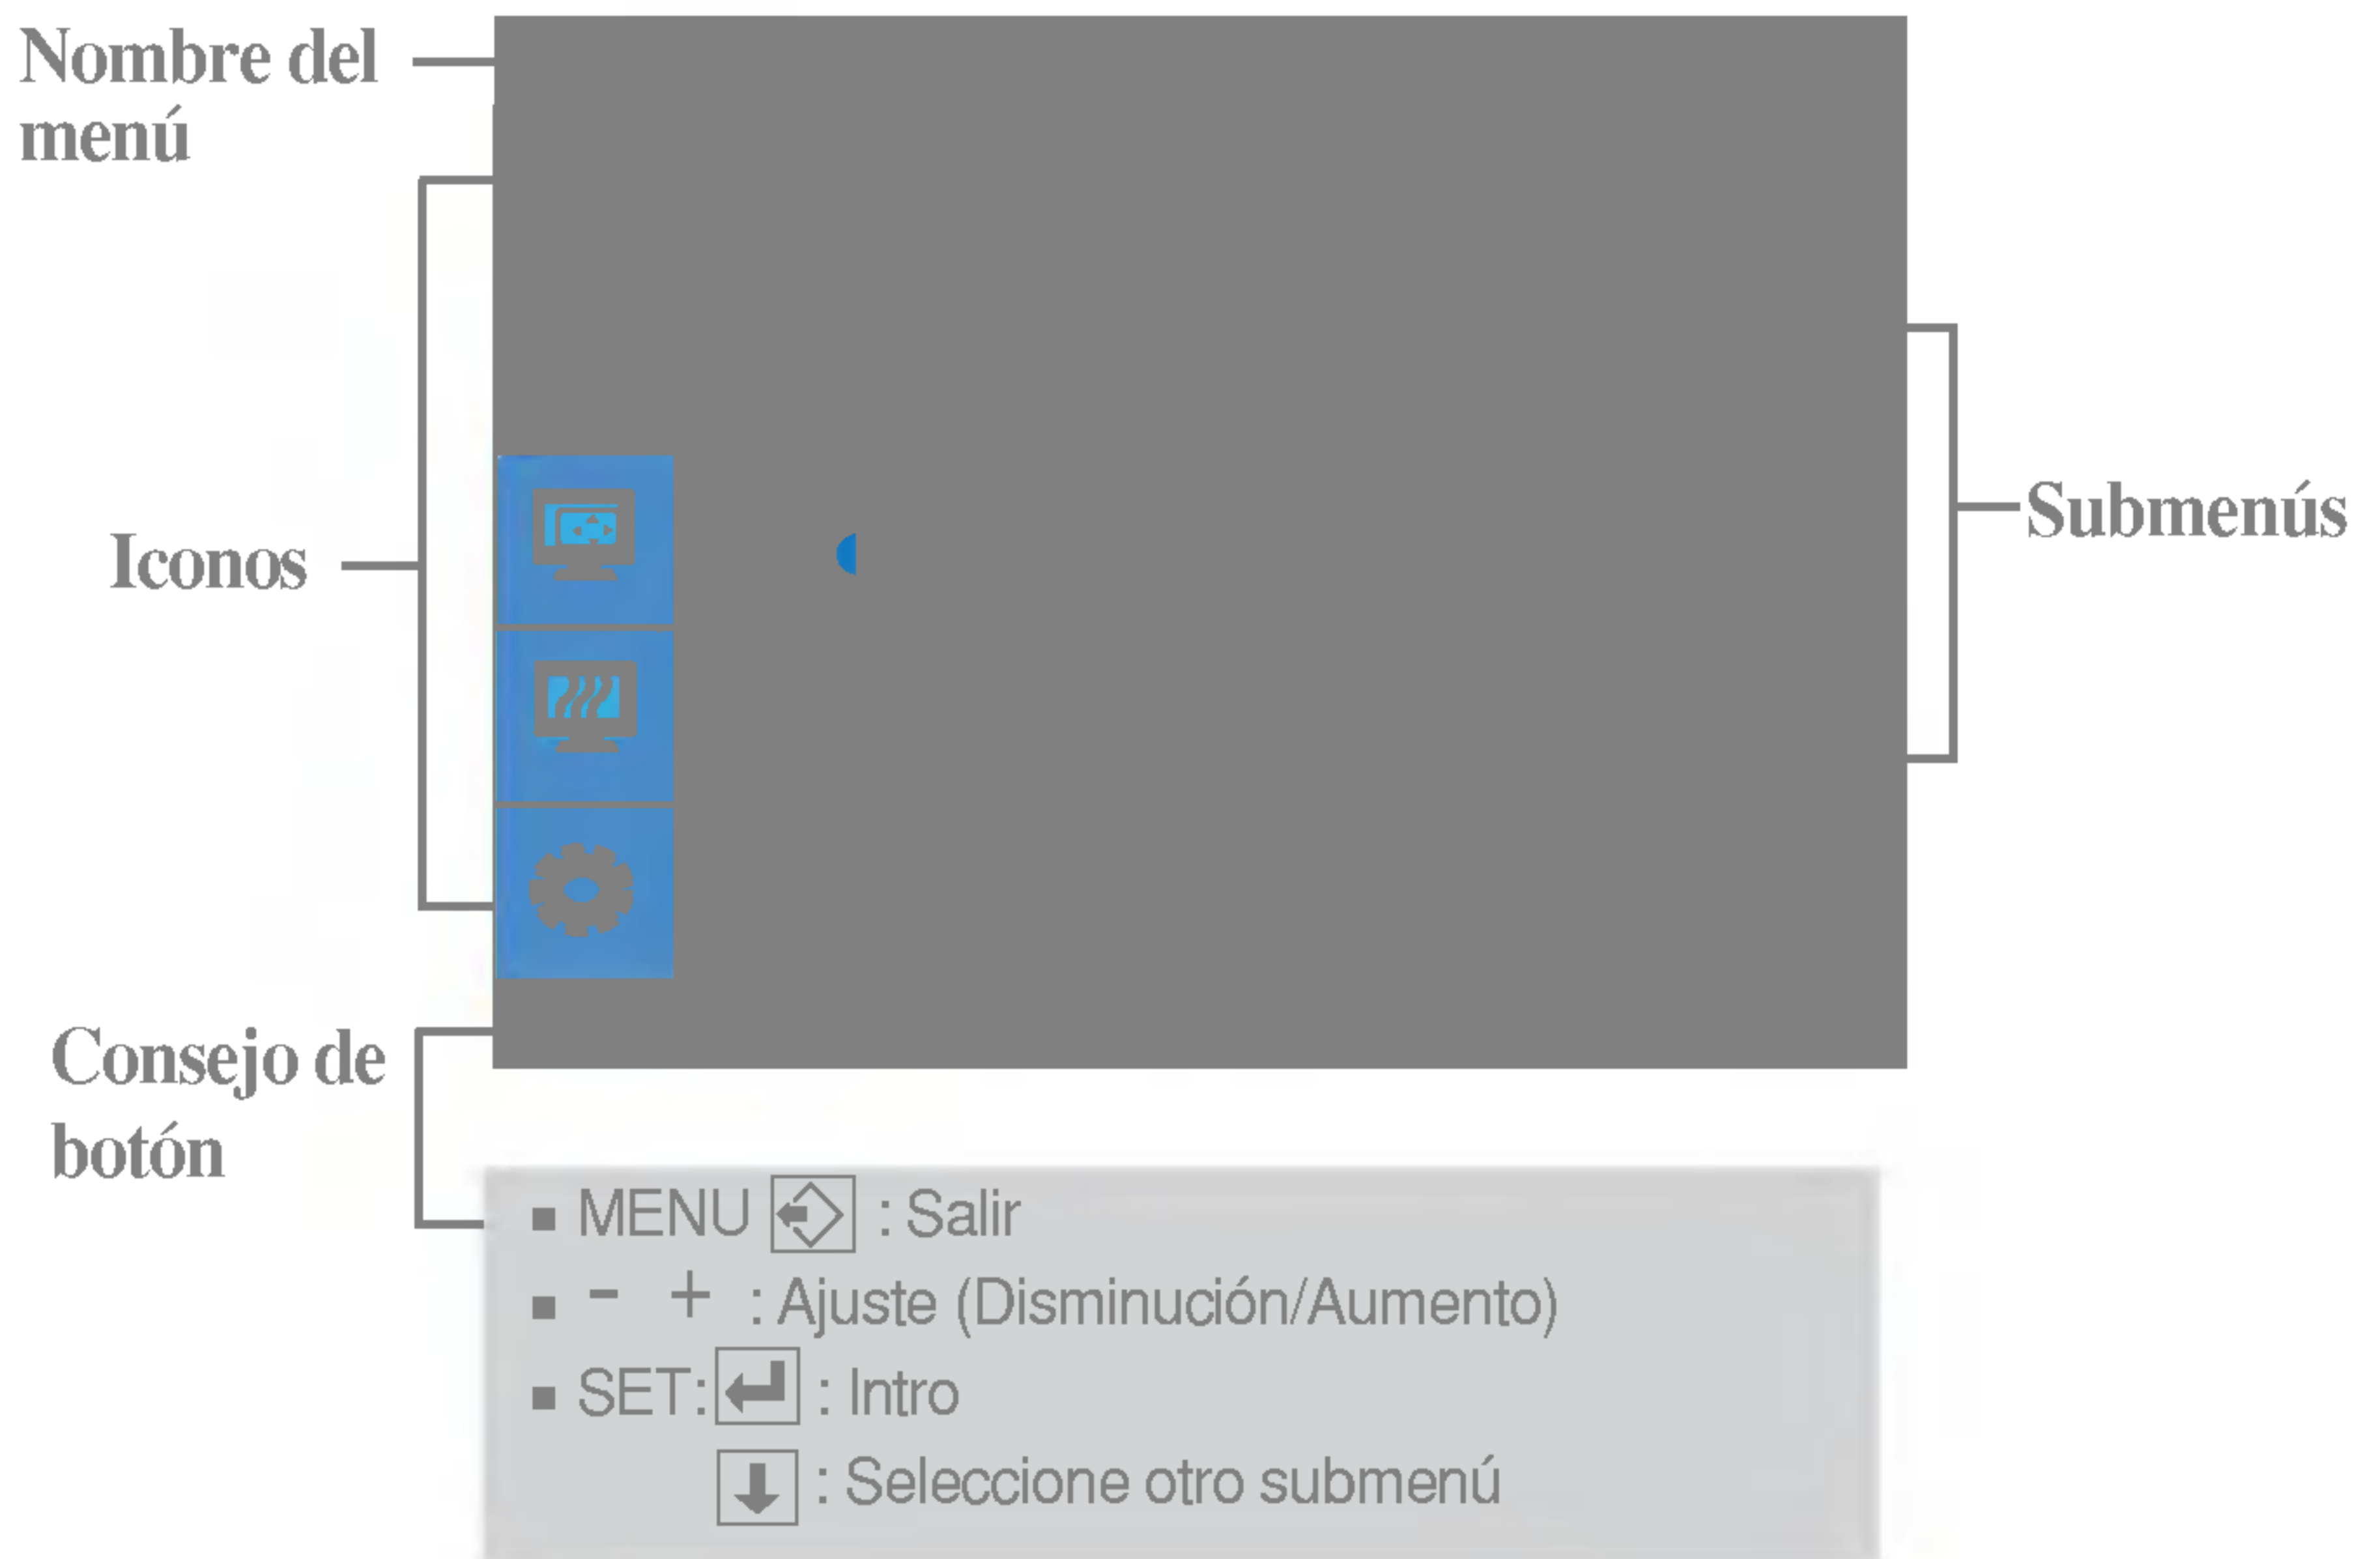 Nombre del
menú
Iconos
Submenús
Consejo de
botón
■ MENU : Salir
■ - + : Ajuste (Disminución/Aumento)
■ SET: : Intro
: Seleccione otro submenú